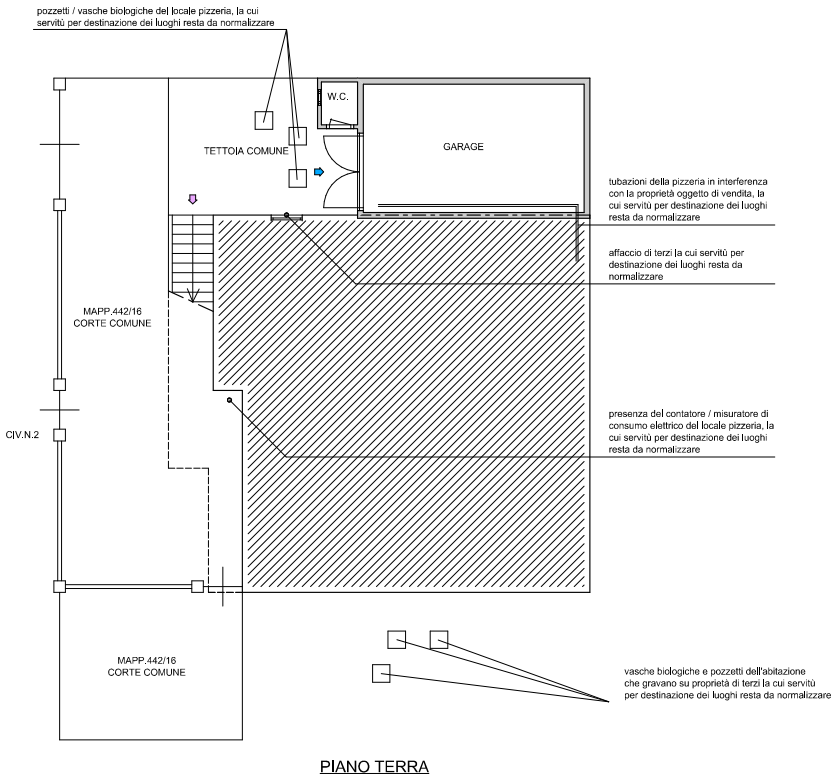 pozzetti / vasche biologiche del locale pizzeria, la cui
servitù per destinazione dei luoghi resta da normalizzare
W.C.
TETTOIA COMUNE
GARAGE
tubazioni della pizzeria in interferenza
con la proprietà oggetto di vendita, la
cui servitù per destinazione dei luoghi
resta da normalizzare
affaccio di terzi la cui servitù per
destinazione dei luoghi resta da
normalizzare
MAPP.442/16
CORTE COMUNE
presenza del contatore / misuratore di
consumo elettrico del locale pizzeria, la
cui servitù per destinazione dei luoghi
resta da normalizzare
CIV.N.2
MAPP.442/16
CORTE COMUNE
vasche biologiche e pozzetti dell'abitazione
che gravano su proprietà di terzi la cui servitù
per destinazione dei luoghi resta da normalizzare
PIANO TERRA